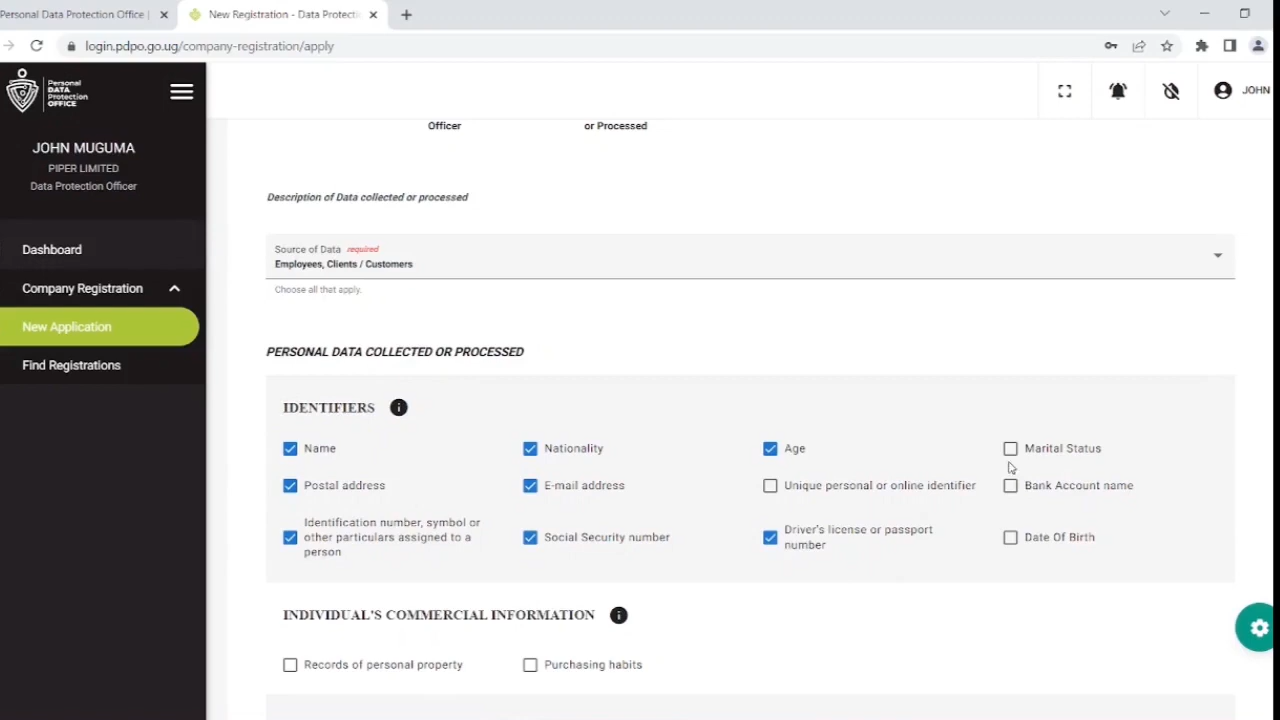 Personal Data Protection Office |
New Registration - Data Protecti
login.pdpo.go.ug/company-registration/apply
Personal
DATA
Protection
OFFICE
JOHN
JOHN MUGUMA
PIPER LIMITED
Data Protection Officer
Dashboard
Company Registration
New Application
Find Registrations
Officer
or Processed
Description of Data collected or processed
Source of Data required
Employees, Clients / Customers
Choose all that apply.
PERSONAL DATA COLLECTED OR PROCESSED
IDENTIFIERS
Name
Nationality
Age
Marital Status
Postal address
E-mail address
Unique personal or online identifier
Bank Account name
Identification number, symbol or
other particulars assigned to a
person
Social Security number
Driver's license or passport
number
Date Of Birth
INDIVIDUAL'S COMMERCIAL INFORMATION
Records of personal property
Purchasing habits